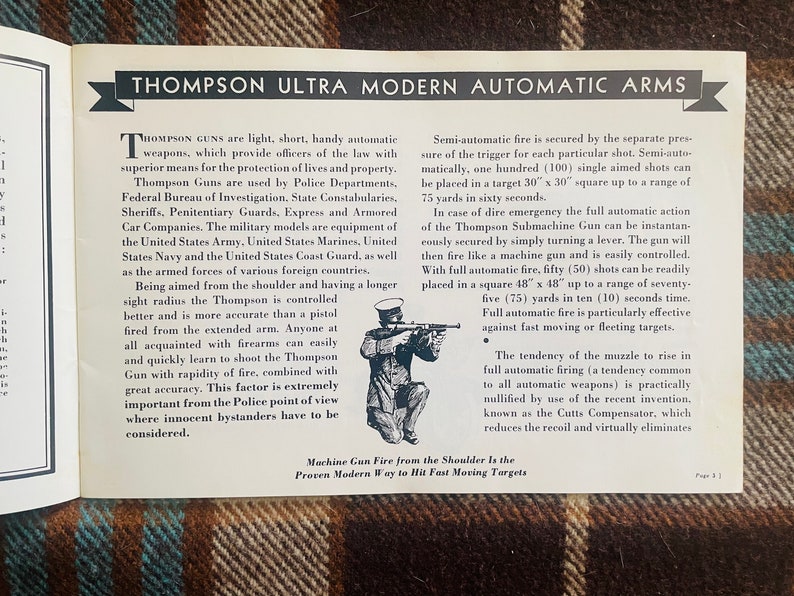 THOMPSON ULTRA MODERN AUTOMATIC ARMS
THOMPSON GUNS are light, short, handy automatic
weapons, which provide officers of the law with
superior means for the protection of lives and property.
Thompson Guns are used by Police Departments,
Federal Bureau of Investigation, State Constabularies,
Sheriffs, Penitentiary Guards, Express and Armored
Car Companies. The military models are equipment of
the United States Army, United States Marines, United
States Navy and the United States Coast Guard, as well
as the armed forces of various foreign countries.
Being aimed from the shoulder and having a longer
sight radius the Thompson is controlled
better and is more accurate than a pistol
fired from the extended arm. Anyone at
all acquainted with firearms can easily
and quickly learn to shoot the Thompson
Gun with rapidity of fire, combined with
great accuracy. This factor is extremely
important from the Police point of view
where innocent bystanders have to be
considered.
Semi-automatic fire is secured by the separate pres-
sure of the trigger for each particular shot. Semi-auto-
matically, one hundred (100) single aimed shots can
be placed in a target 30″ x 30″ square up to a range of
75 yards in sixty seconds.
In case of dire emergency the full automatic action
of the Thompson Submachine Gun can be instantan-
eously secured by simply turning a lever. The gun will
then fire like a machine gun and is easily controlled.
With full automatic fire, fifty (50) shots can be readily
placed in a square 48″ x 48″ up to a range of seventy-
five (75) yards in ten (10) seconds time.
Full automatic fire is particularly effective
against fast moving or fleeting targets.
•
The tendency of the muzzle to rise in
full automatic firing (a tendency common
to all automatic weapons) is practically
nullified by use of the recent invention,
known as the Cutts Compensator, which
reduces the recoil and virtually eliminates
Machine Gun Fire from the Shoulder Is the
Proven Modern Way to Hit Fast Moving Targets
Page 3 ]